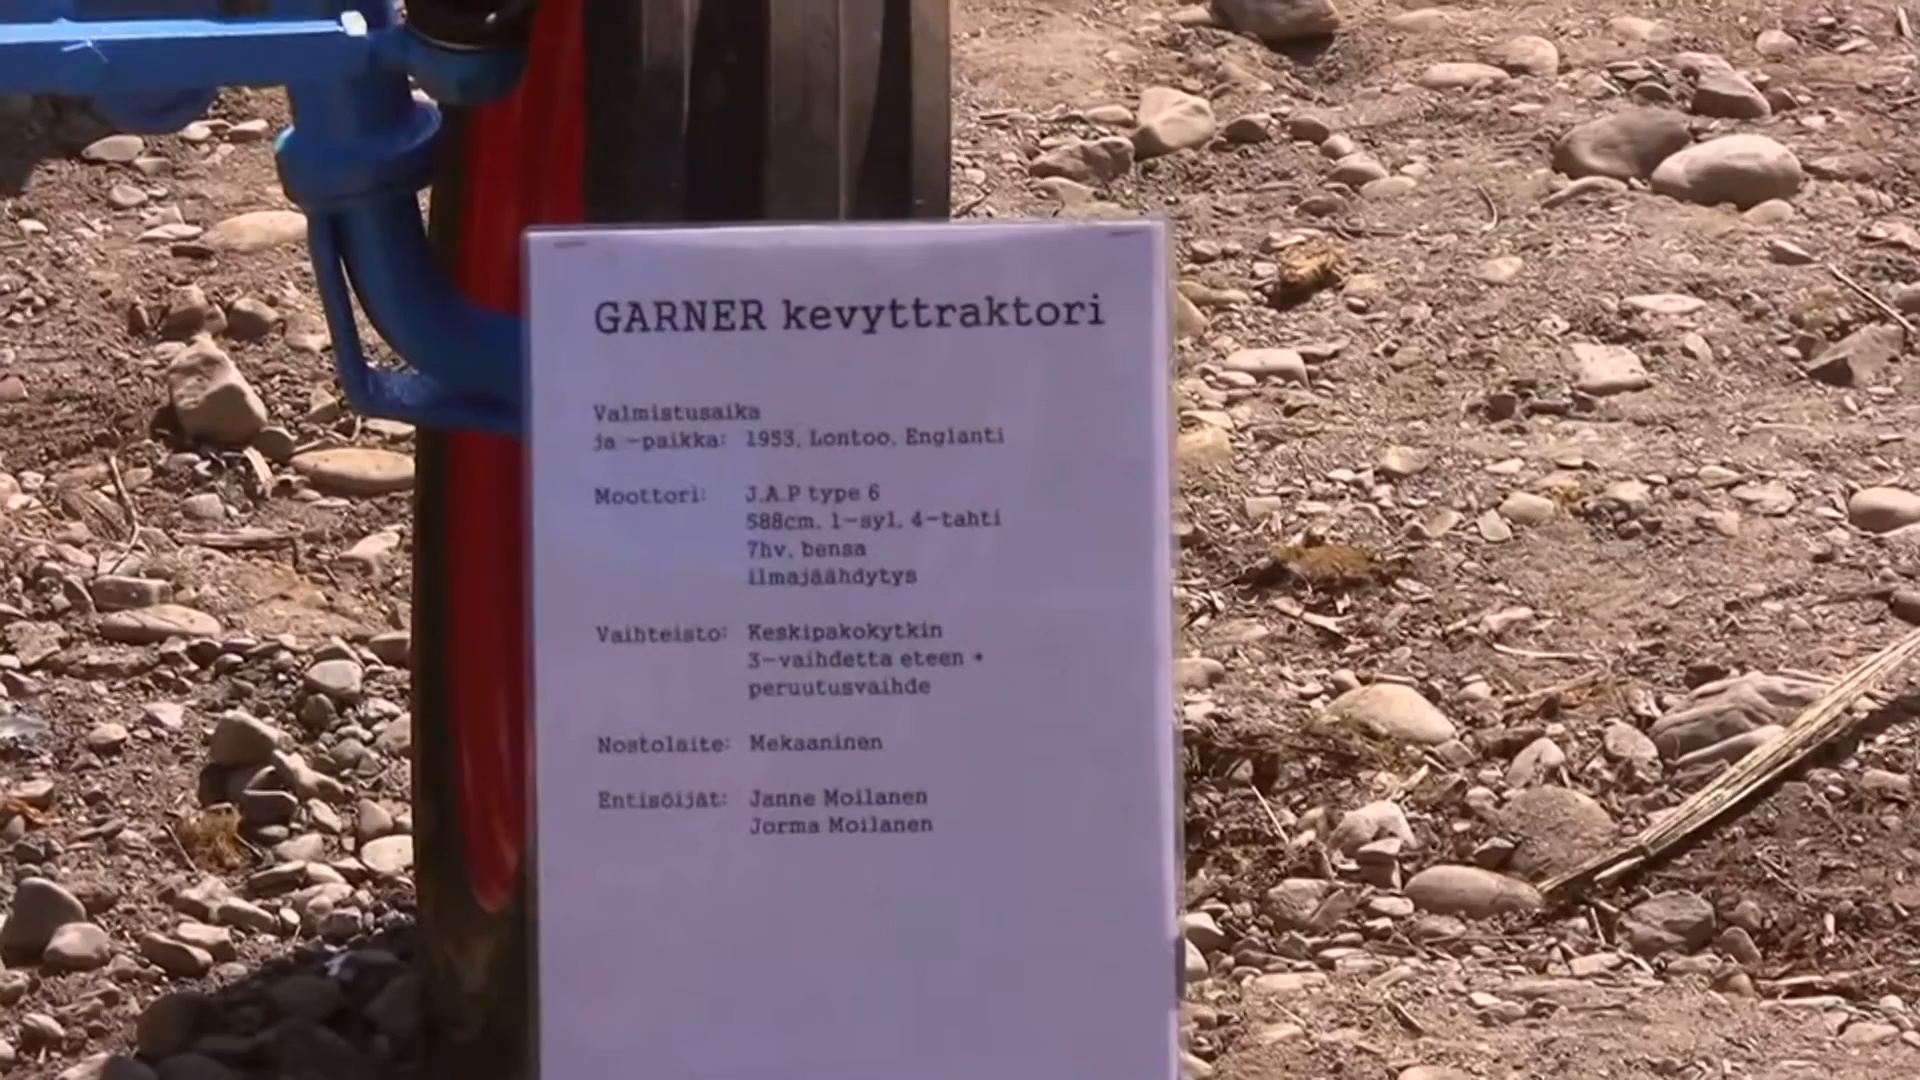 GARNER kevyttraktori
Valmistusaika
ja -paikka: 1953, Lontoo, Englanti
Moottori: J.A.P type 6
588cm, 1-syl, 4-tahti
7hv, bensa
ilmajäähdytys
Vaihteisto: Keskipakokytkin
3-vaihdetta eteen +
peruutusvaihde
Nostolaite: Mekaaninen
Entisöijät: Janne Moilanen
Jorma Moilanen